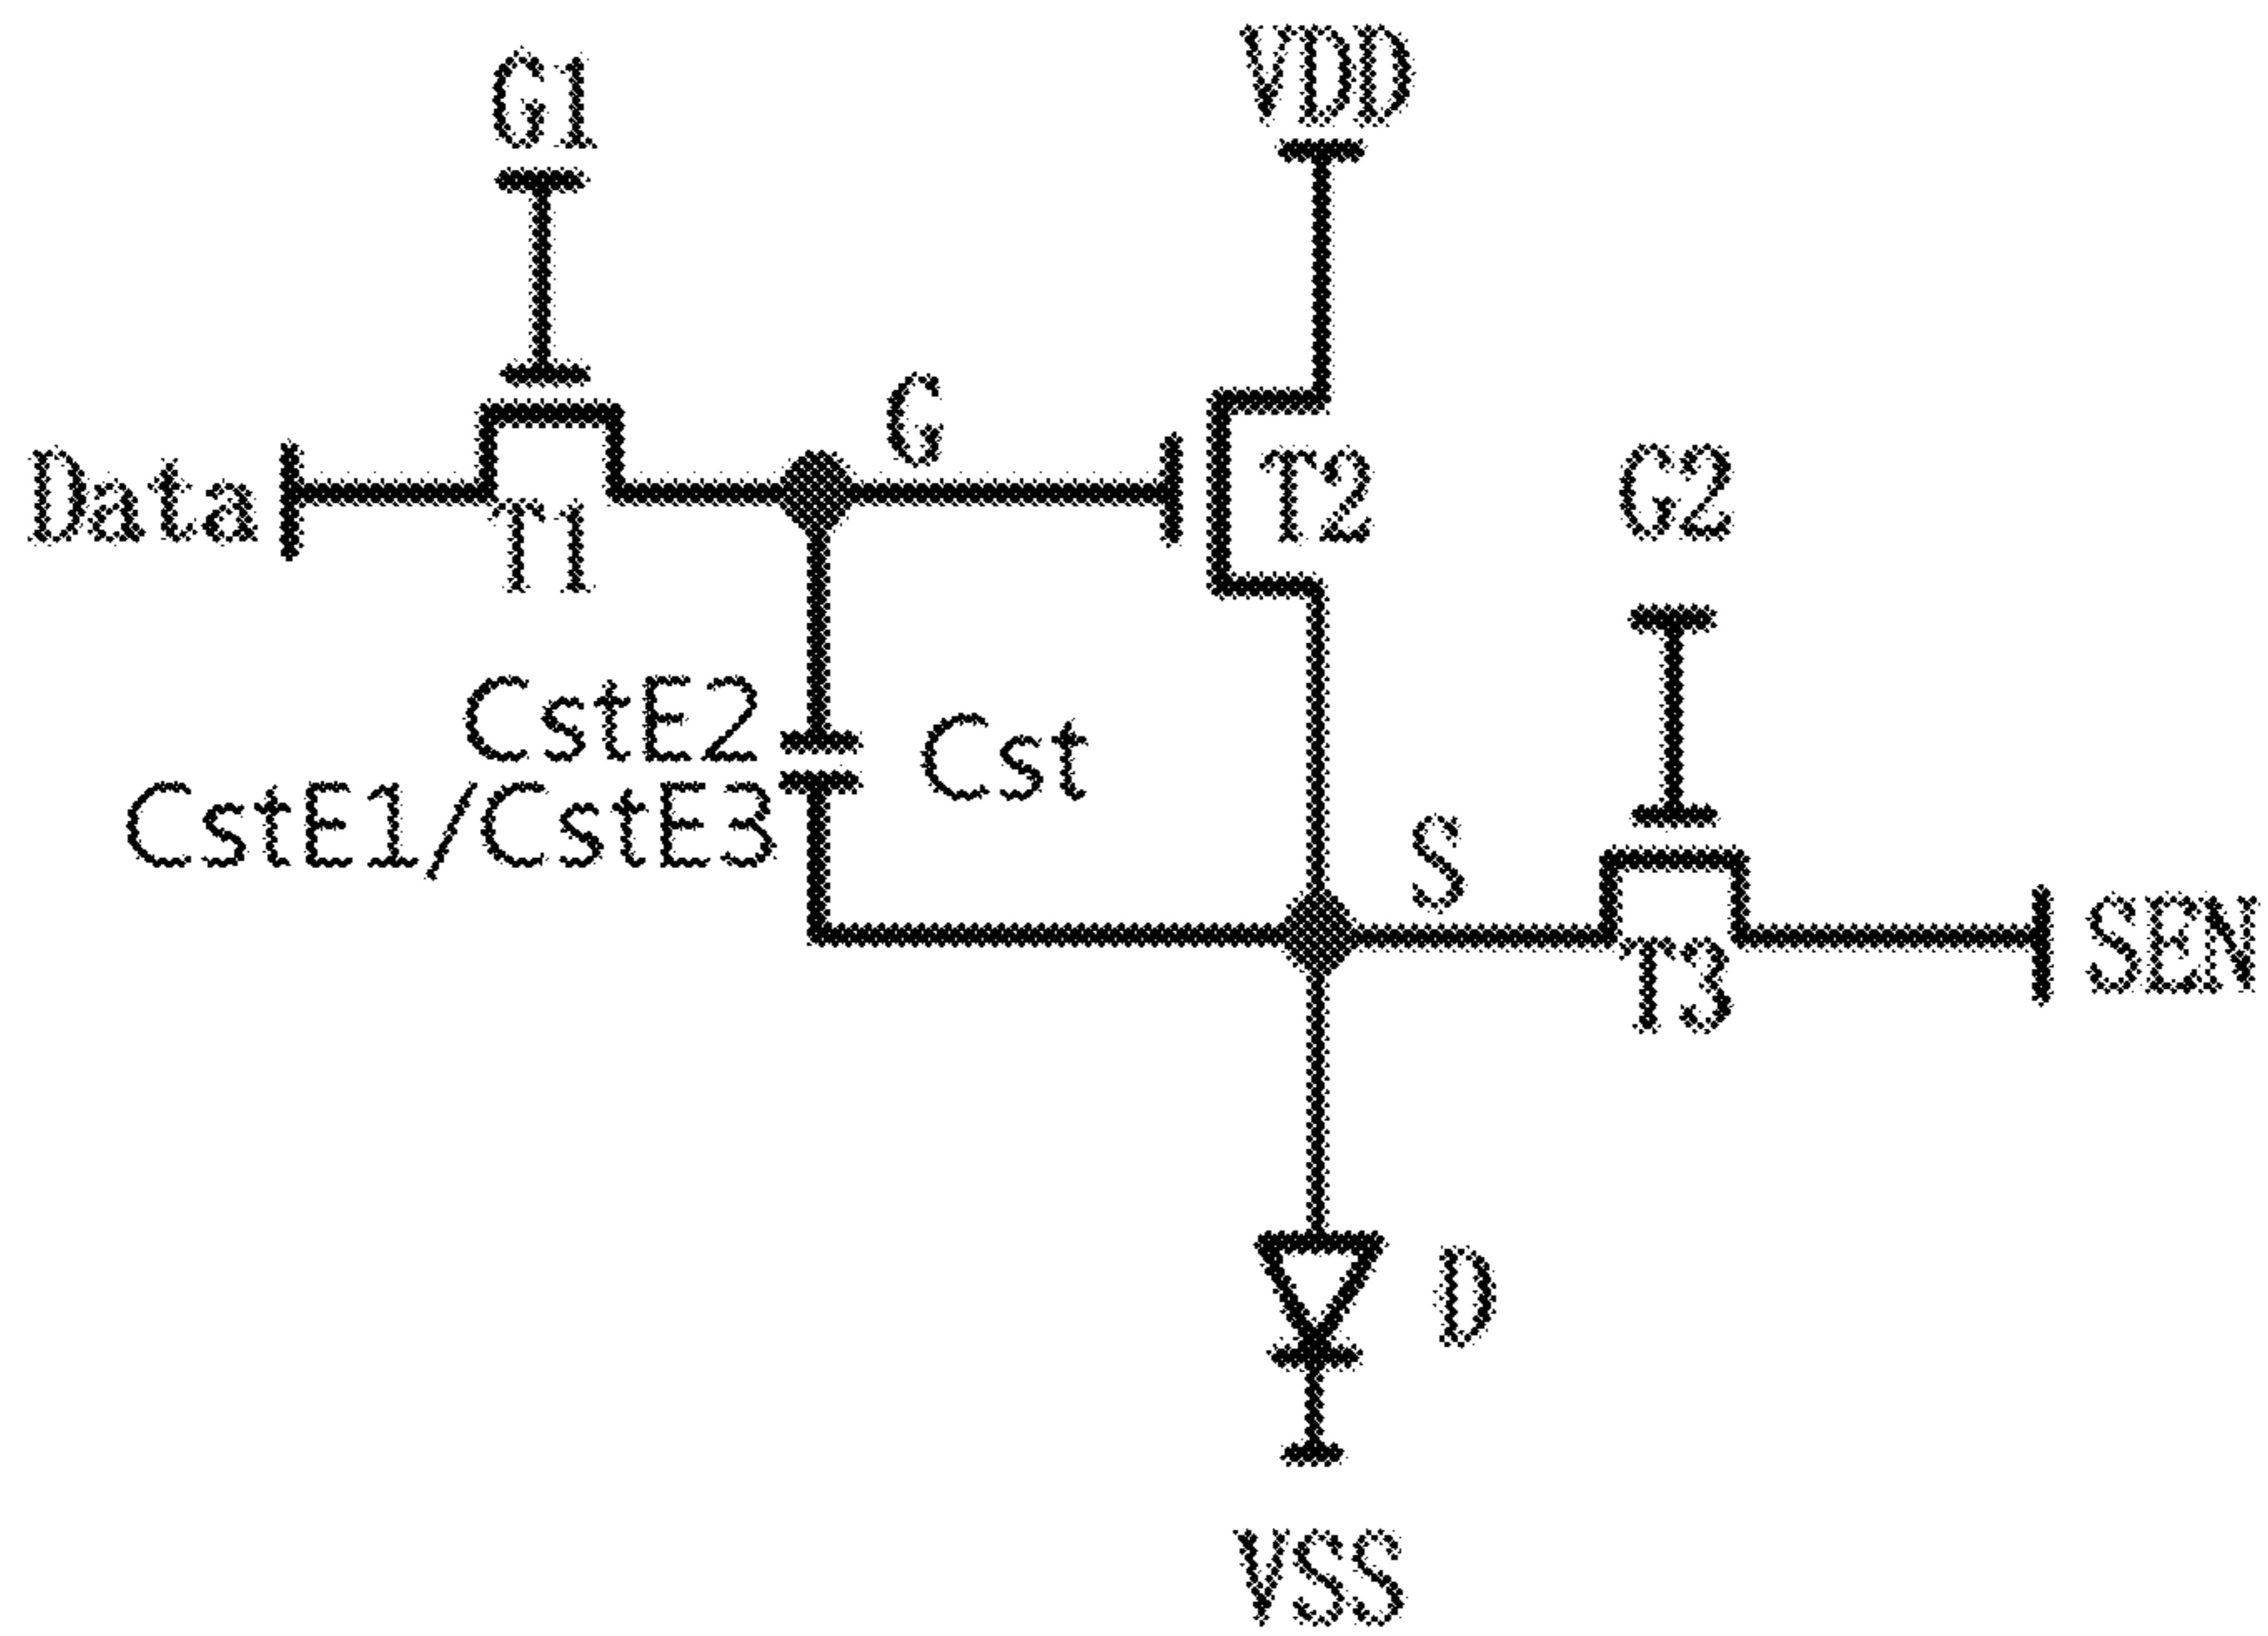 G1
VDD
G
Data
T1
T2
G2
CstE2
Cst
CstE1/CstE3
S
SEN
T3
D
VSS